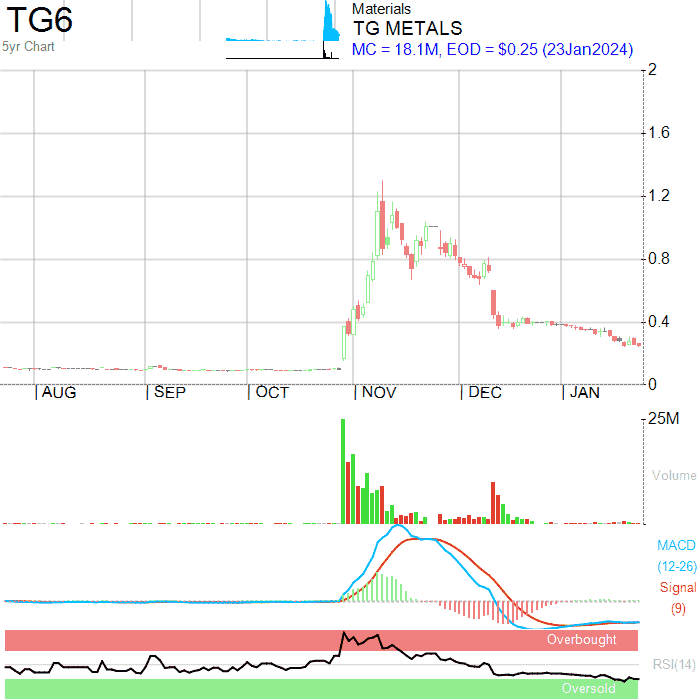 TG6
5yr Chart
Materials
TG METALS
MC = 18.1M, EOD = $0.25 (23Jan2024)
2
1.6
1.2
0.8
0.4
0
AUG SEP OCT NOV DEC JAN
25M
Volume
MACD
(12-26)
Signal
(9)
Overbought
RSI(14)
Oversold